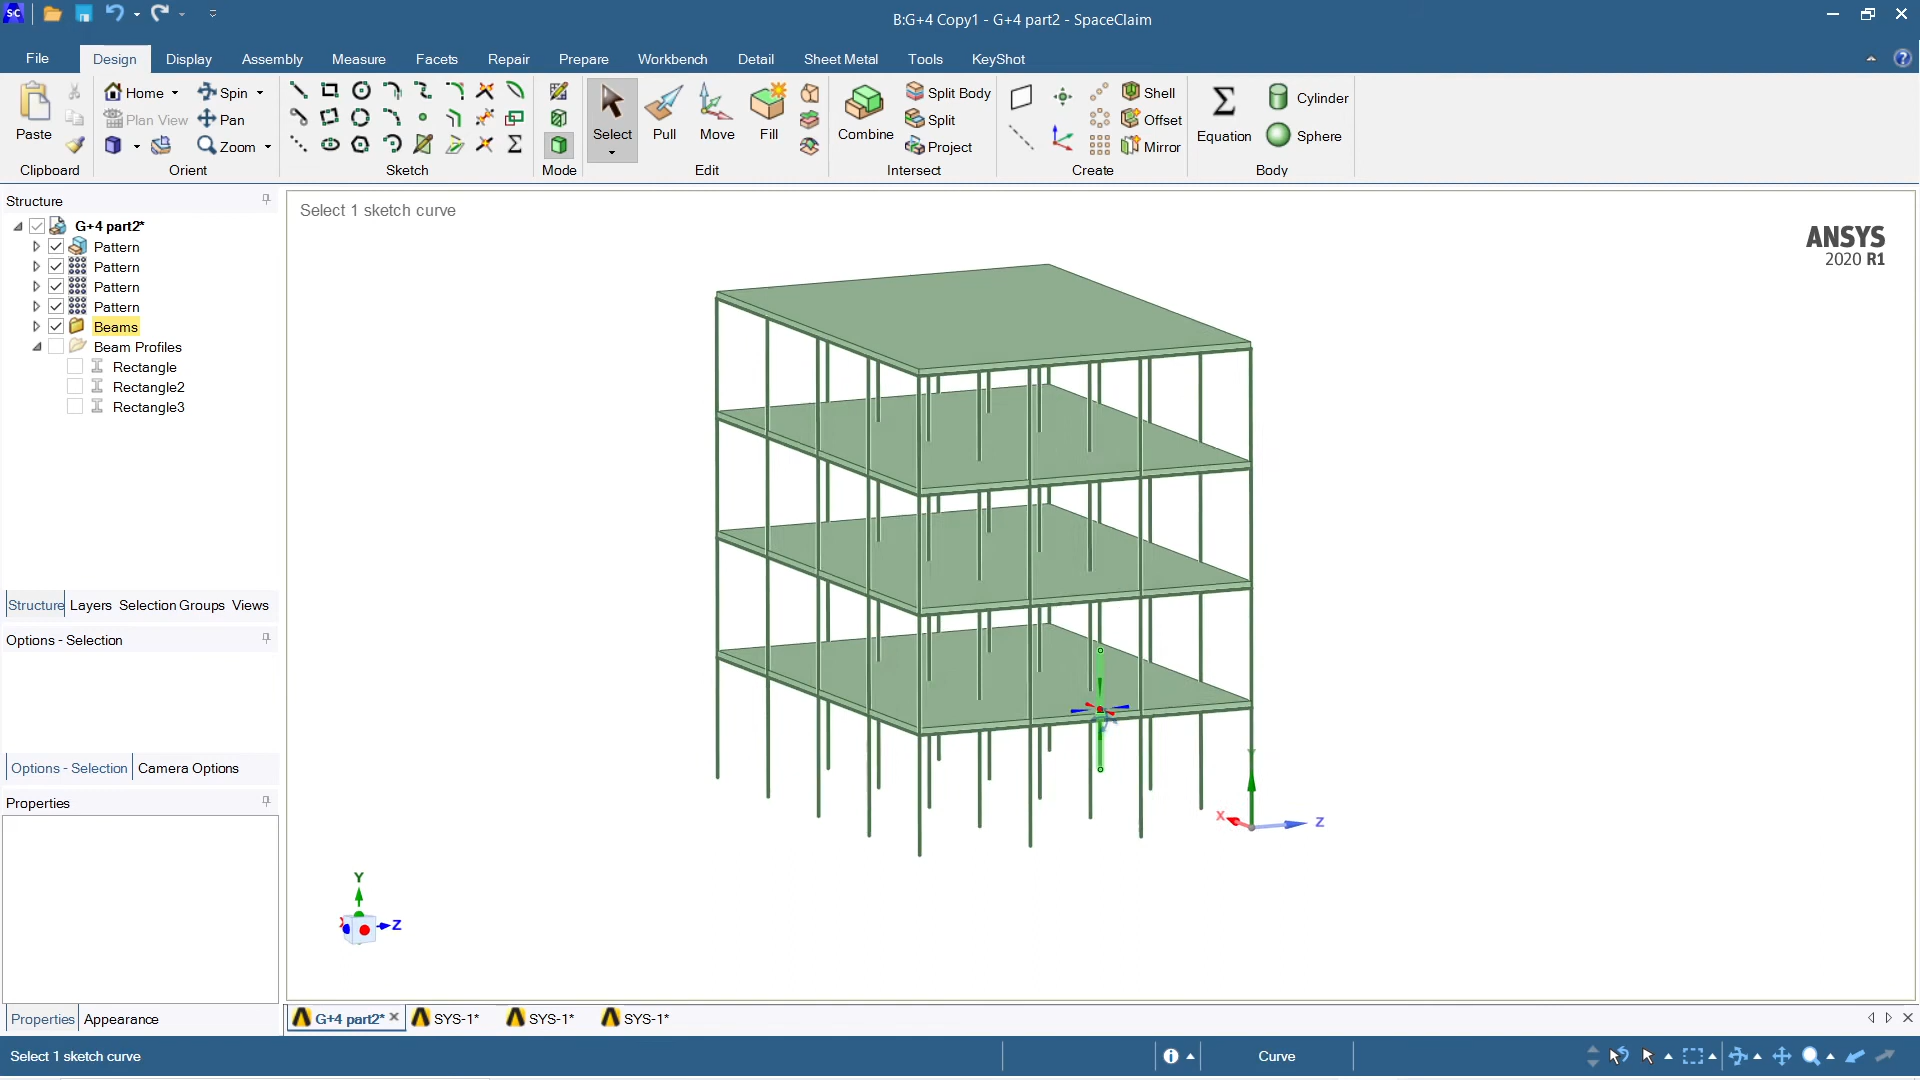 SC
B:G+4 Copy1 - G+4 part2 - SpaceClaim
File Design Display Assembly Measure Facets Repair Prepare Workbench Detail Sheet Metal Tools KeyShot
Paste
Clipboard
Home Spin
Plan View Pan
Zoom
Orient
Sketch
Mode
Select Pull Move Fill
Edit
Combine
Split Body
Split
Project
Intersect
Shell
Offset
Mirror
Create
Equation
Cylinder
Sphere
Body
Structure
G+4 part2*
Pattern
Pattern
Pattern
Pattern
Beams
Beam Profiles
Rectangle
Rectangle2
Rectangle3
Structure Layers Selection Groups Views
Options - Selection
Options - Selection Camera Options
Properties
Properties Appearance
Select 1 sketch curve
ANSYS
2020 R1
Y
X
Z
Y
Z
G+4 part2* SYS-1* SYS-1* SYS-1*
Select 1 sketch curve
Curve